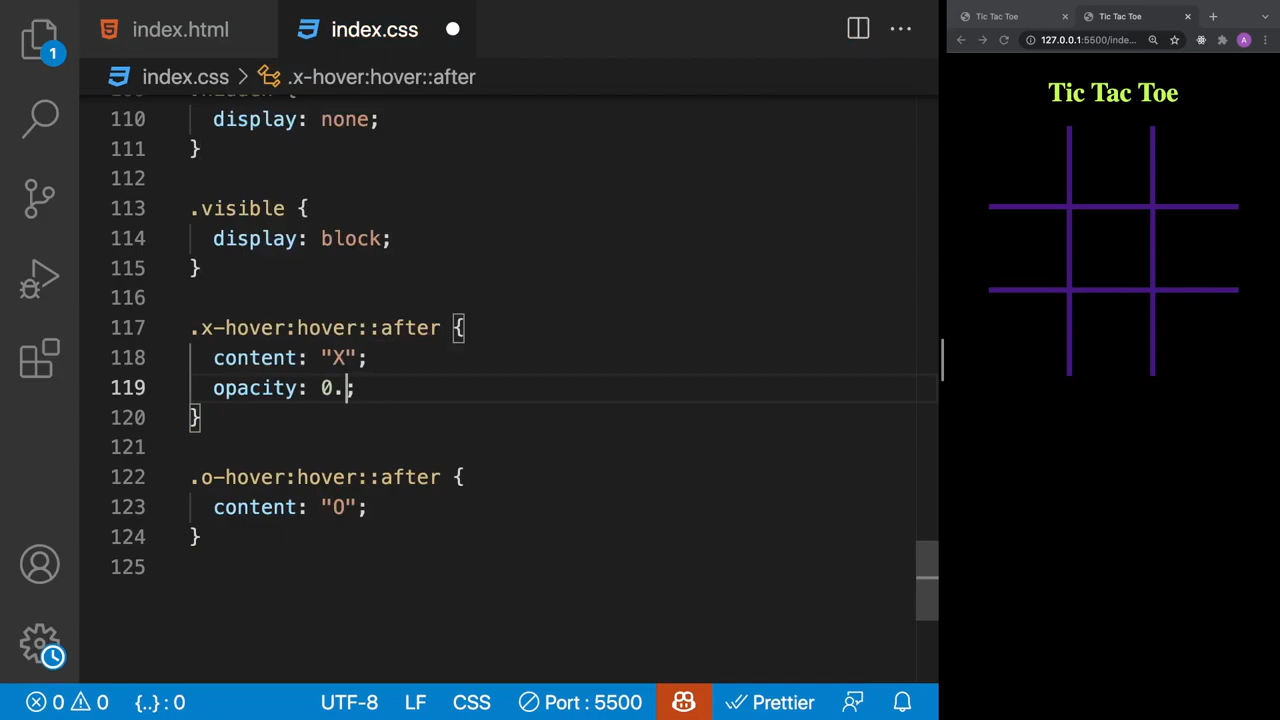 index.html
index.css
1
index.css > .x-hover:hover::after
110 display: none;
111 }
112
113 .visible {
114 display: block;
115 }
116
117 .x-hover:hover::after {
118 content: "X";
119 opacity: 0.;
120 }
121
122 .o-hover:hover::after {
123 content: "O";
124 }
125
0 0 {..} : 0 UTF-8 LF CSS Port : 5500 Prettier
Tic Tac Toe Tic Tac Toe
127.0.0.1:5500/inde... A
Tic Tac Toe